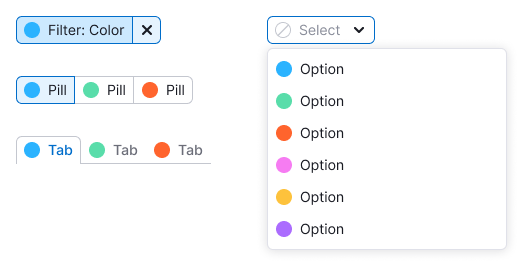 Filter: Color
Select
Pill Pill Pill
Tab Tab Tab
Option
Option
Option
Option
Option
Option